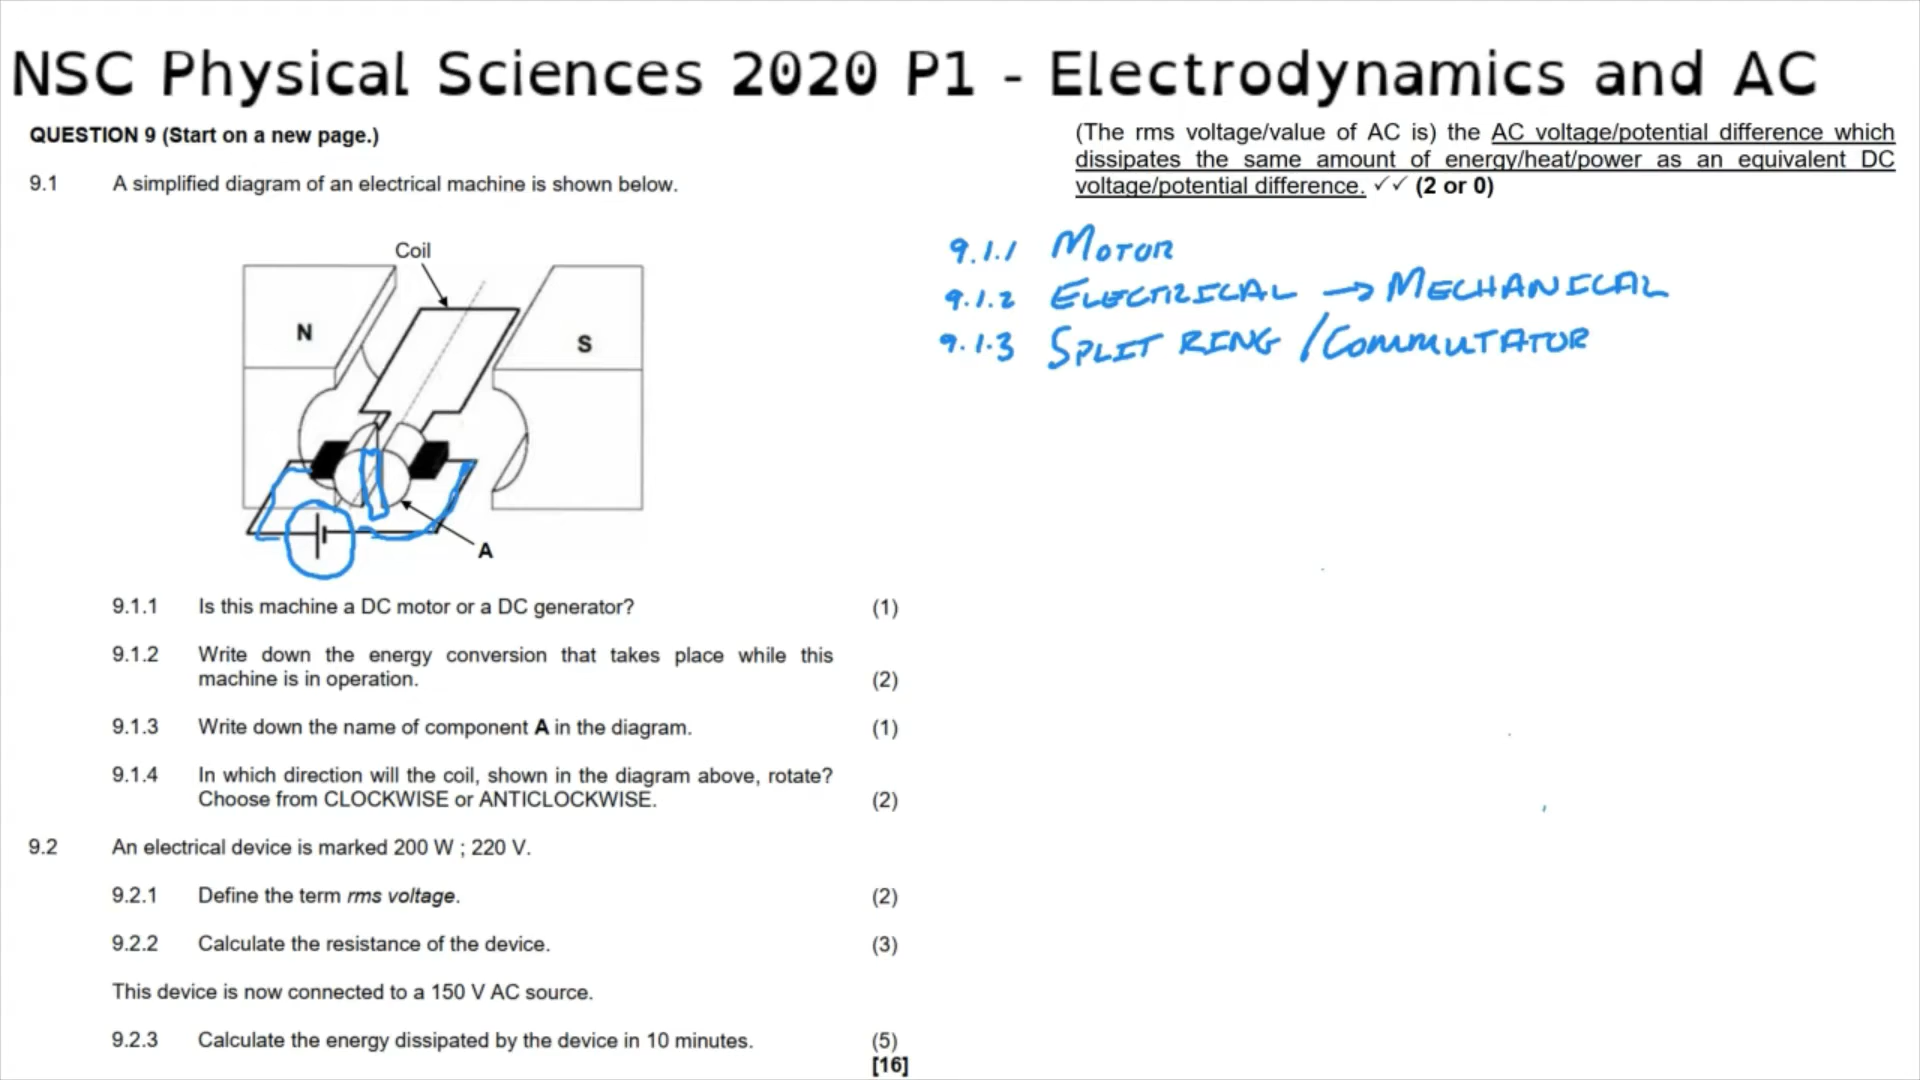 NSC Physical Sciences 2020 P1 - Electrodynamics and AC
QUESTION 9 (Start on a new page.)
9.1 A simplified diagram of an electrical machine is shown below.
Coil
N
S
A
9.1.1 Is this machine a DC motor or a DC generator? (1)
9.1.2 Write down the energy conversion that takes place while this
machine is in operation. (2)
9.1.3 Write down the name of component A in the diagram. (1)
9.1.4 In which direction will the coil, shown in the diagram above, rotate?
Choose from CLOCKWISE or ANTICLOCKWISE. (2)
9.2 An electrical device is marked 200 W ; 220 V.
9.2.1 Define the term rms voltage. (2)
9.2.2 Calculate the resistance of the device. (3)
This device is now connected to a 150 V AC source.
9.2.3 Calculate the energy dissipated by the device in 10 minutes. (5)
[16]
(The rms voltage/value of AC is) the AC voltage/potential difference which
dissipates the same amount of energy/heat/power as an equivalent DC
voltage/potential difference. ✓✓ (2 or 0)
9.1.1 MOTOR
9.1.2 ELECTRICAL → MECHANICAL
9.1.3 SPLIT RING / COMMUTATOR